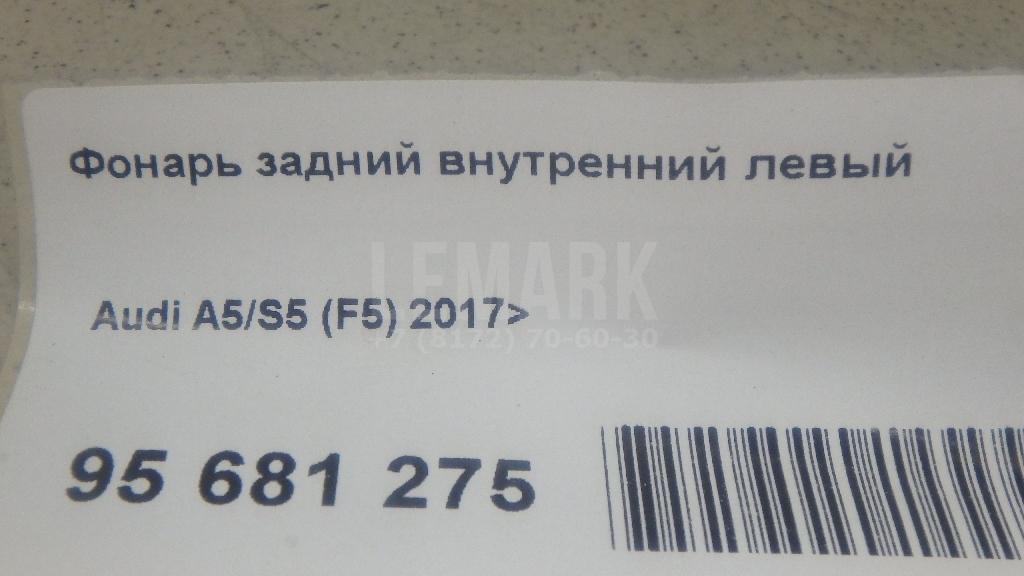 Фонарь задний внутренний левый
LEMARK
Audi A5/S5 (F5) 2017>
+7 (8172) 70-60-30
95 681 275